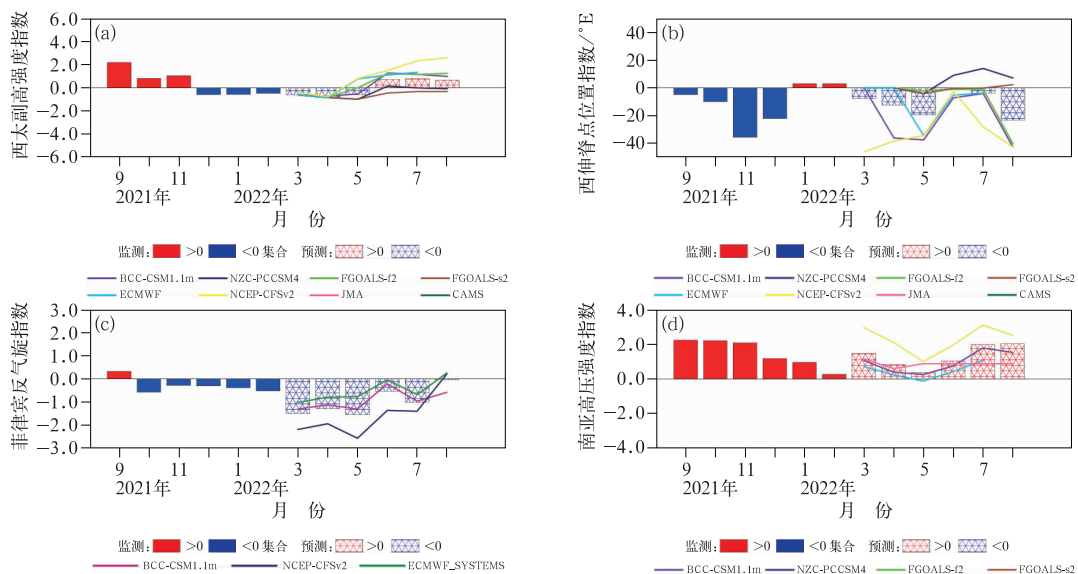 (a)
西太副高强度指数
6.0
4.0
2.0
0.0
−2.0
−4.0
−6.0
9 11 1 3 5 7
2021年 2022年
月 份
监测: >0 <0 集合 预测: >0 <0
BCC-CSM1.1m NZC-PCCSM4 FGOALS-f2 FGOALS-s2
ECMWF NCEP-CFSv2 JMA CAMS
(b)
西伸脊点位置指数/°E
40
20
0
−20
−40
9 11 1 3 5 7
2021年 2022年
月 份
监测: >0 <0 集合 预测: >0 <0
BCC-CSM1.1m NZC-PCCSM4 FGOALS-f2 FGOALS-s2
ECMWF NCEP-CFSv2 JMA CAMS
(c)
菲律宾反气旋指数
3.0
2.0
1.0
0.0
−1.0
−2.0
−3.0
9 11 1 3 5 7
2021年 2022年
月 份
监测: >0 <0 集合 预测: >0 <0
BCC-CSM1.1m NCEP-CFSv2 ECMWF_SYSTEMS
(d)
南亚高压强度指数
4.0
2.0
0.0
−2.0
−4.0
9 11 1 3 5 7
2021年 2022年
月 份
监测: >0 <0 集合 预测: >0 <0
BCC-CSM1.1m NZC-PCCSM4 FGOALS-f2 FGOALS-s2